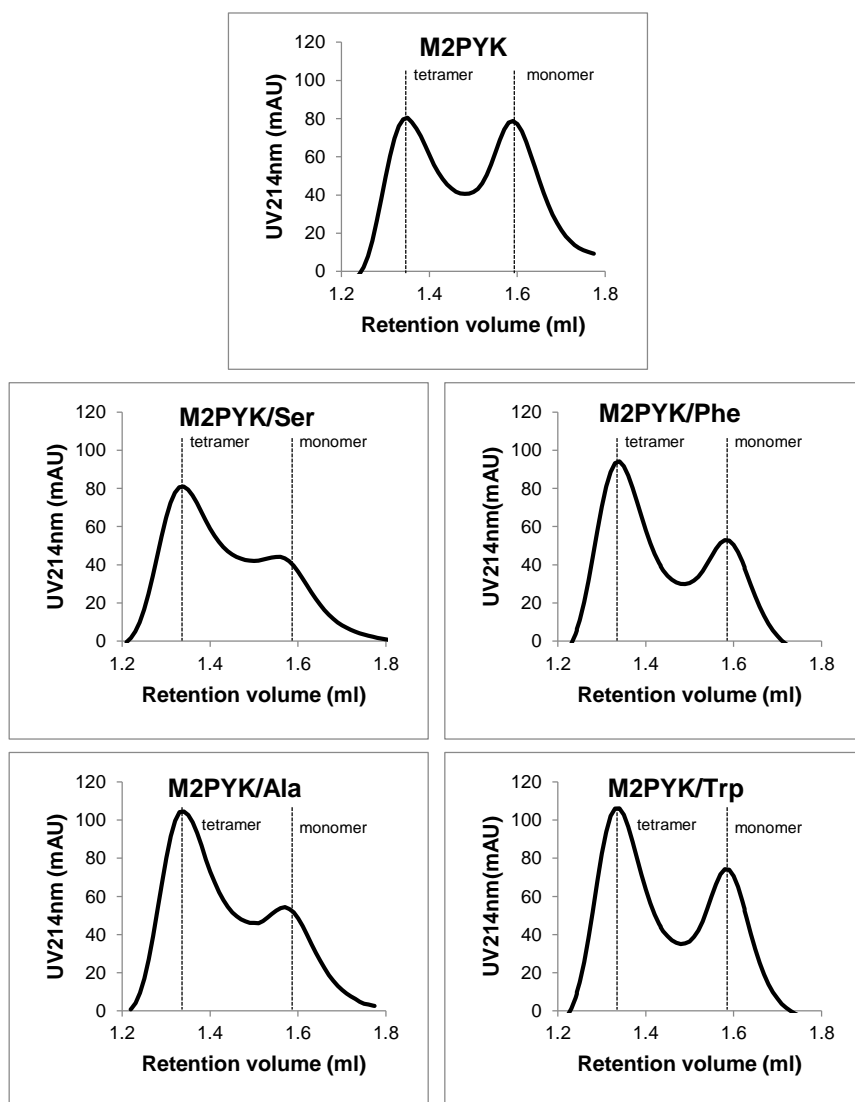 M2PYK
tetramer
monomer
UV214nm (mAU)
120
100
80
60
40
20
0
1.2
1.4
1.6
1.8
Retention volume (ml)
M2PYK/Ser
tetramer
monomer
UV214nm (mAU)
120
100
80
60
40
20
0
1.2
1.4
1.6
1.8
Retention volume (ml)
M2PYK/Phe
tetramer
monomer
UV214nm(mAU)
120
100
80
60
40
20
0
1.2
1.4
1.6
1.8
Retention volume (ml)
M2PYK/Ala
tetramer
monomer
UV214nm (mAU)
120
100
80
60
40
20
0
1.2
1.4
1.6
1.8
Retention volume (ml)
M2PYK/Trp
tetramer
monomer
UV214nm(mAU)
120
100
80
60
40
20
0
1.2
1.4
1.6
1.8
Retention volume (ml)